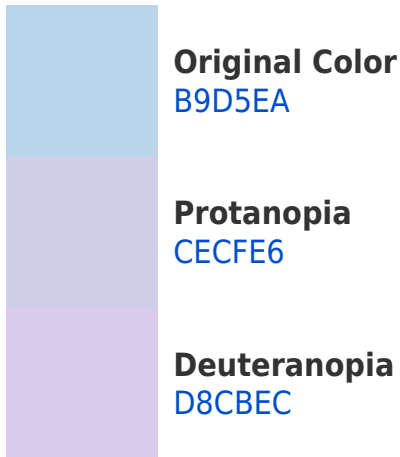 Original Color
B9D5EA
Protanopia
CECFE6
Deuteranopia
D8CBEC